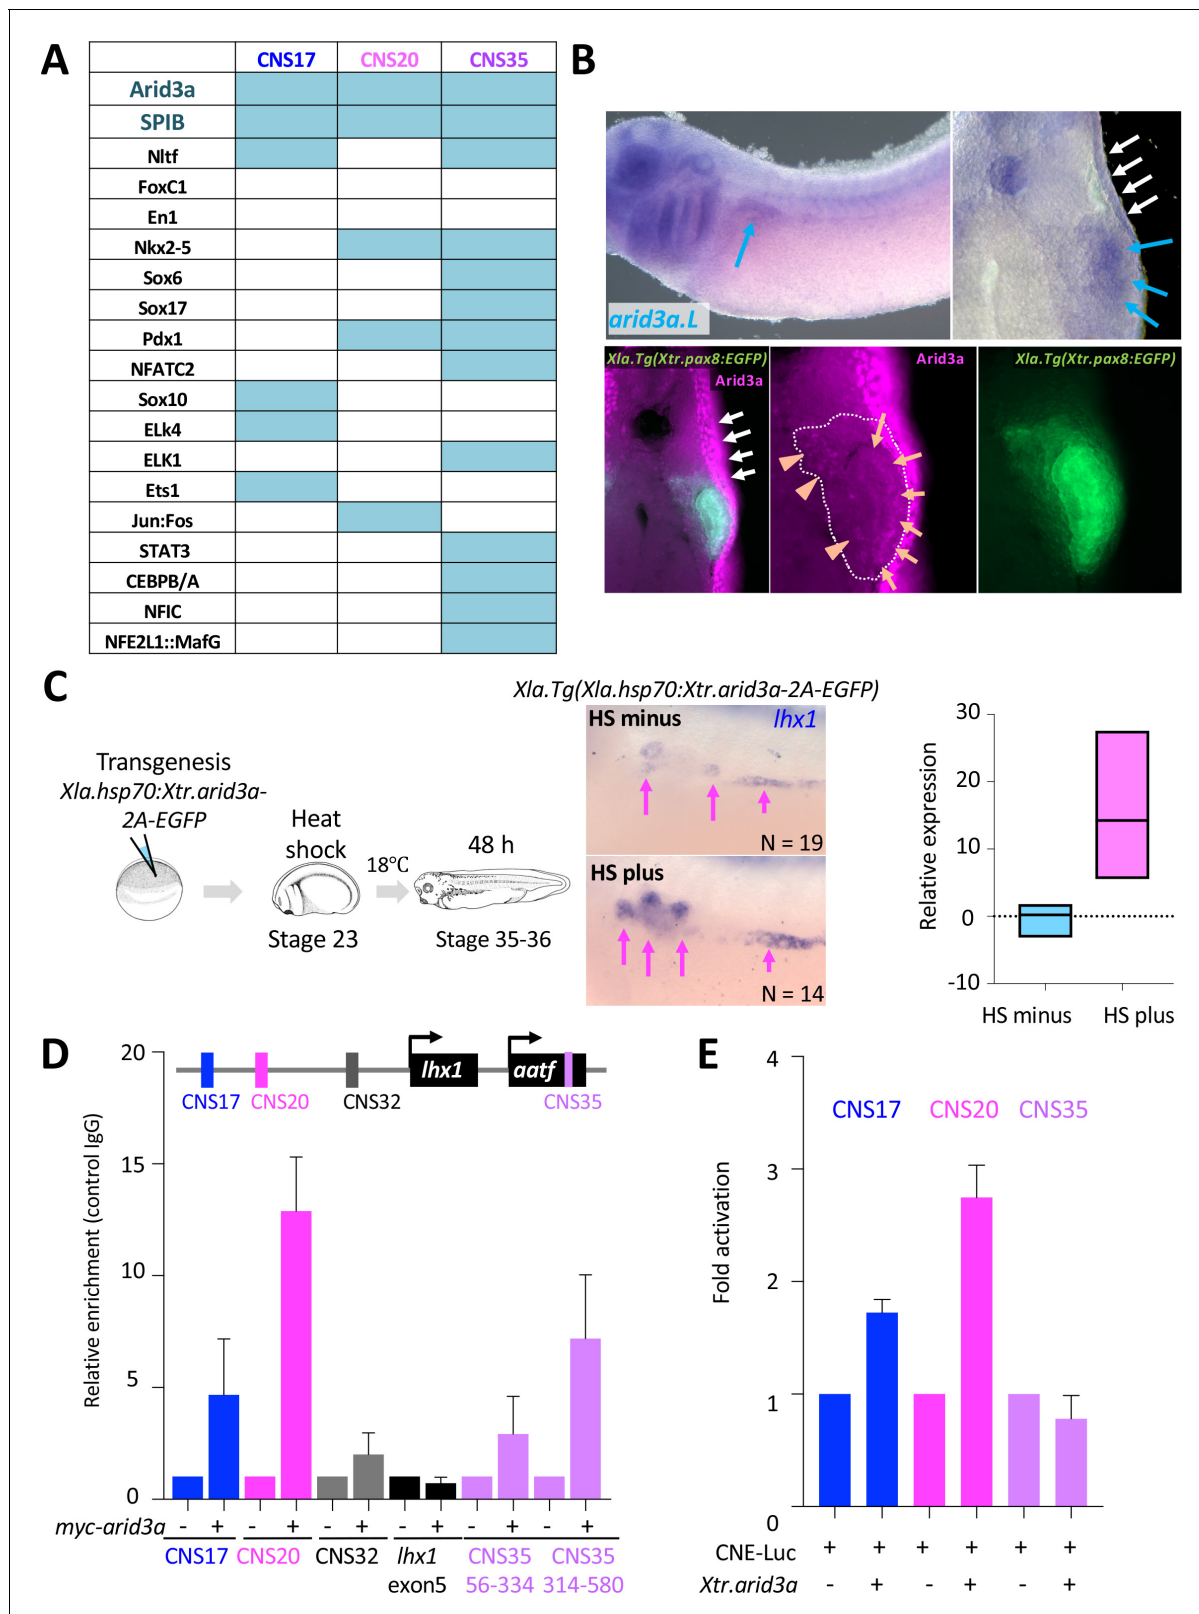 A
CNS17 CNS20 CNS35
Arid3a
SPIB
Nltf
FoxC1
En1
Nkx2-5
Sox6
Sox17
Pdx1
NFATC2
Sox10
ELk4
ELK1
Ets1
Jun:Fos
STAT3
CEBPB/A
NFIC
NFE2L1::MafG
B
arid3a.L
Xla.Tg(Xtr.pax8:EGFP)
Arid3a
Arid3a
Xla.Tg(Xtr.pax8:EGFP)
C
Transgenesis
Xla.hsp70:Xtr.arid3a-
2A-EGFP
Heat
shock
Stage 23
18℃
48 h
Stage 35-36
Xla.Tg(Xla.hsp70:Xtr.arid3a-2A-EGFP)
HS minus
lhx1
N = 19
HS plus
N = 14
Relative expression
30
20
10
0
-10
HS minus HS plus
D
lhx1 aatf
CNS17 CNS20 CNS32 CNS35
Relative enrichment (control IgG)
20
15
10
5
0
myc-arid3a - + - + - + - + - + - +
CNS17 CNS20 CNS32 lhx1 CNS35 CNS35
exon5 56-334 314-580
E
CNS17 CNS20 CNS35
Fold activation
4
3
2
1
0
CNE-Luc + + + + + +
Xtr.arid3a - + - + - +